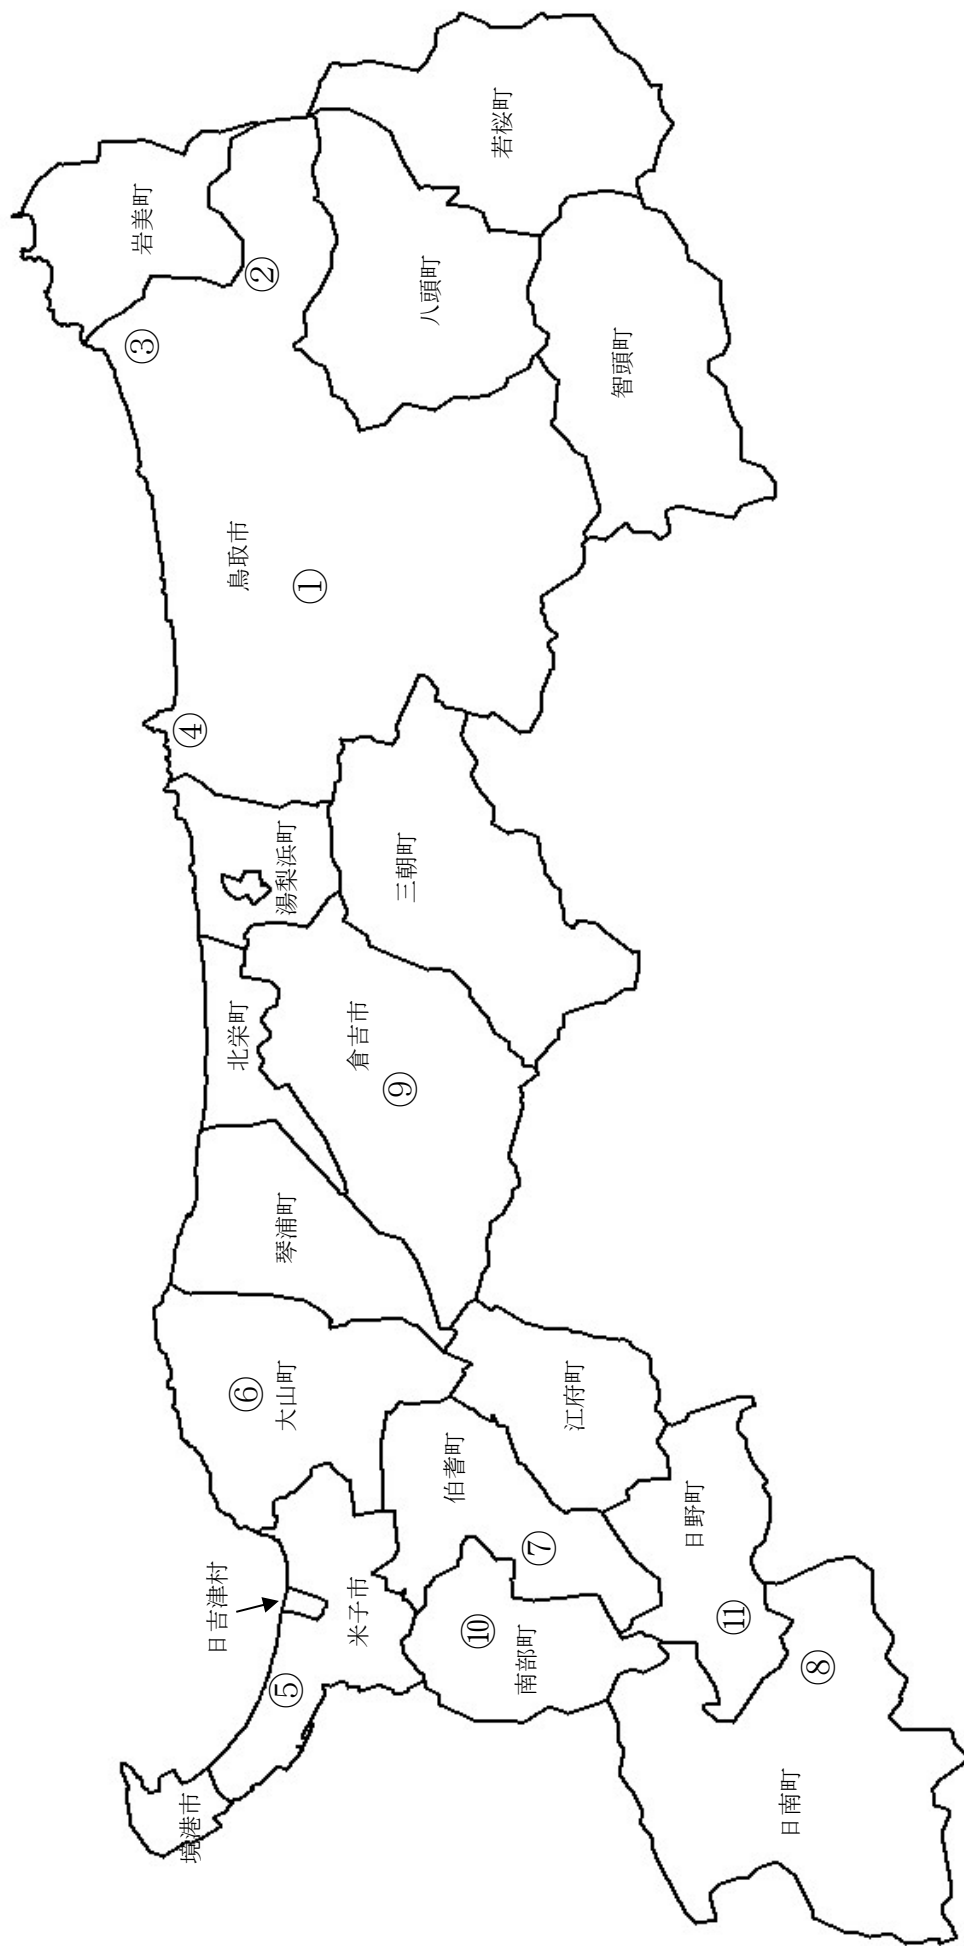 岩美町
②
③
若桜町
八頭町
智頭町
鳥取市
①
④
湯梨浜町
三朝町
北栄町
倉吉市
⑨
琴浦町
⑥
大山町
江府町
伯耆町
⑦
日野町
⑪
日吉津村
米子市
⑤
⑩
南部町
⑧
境港市
日南町